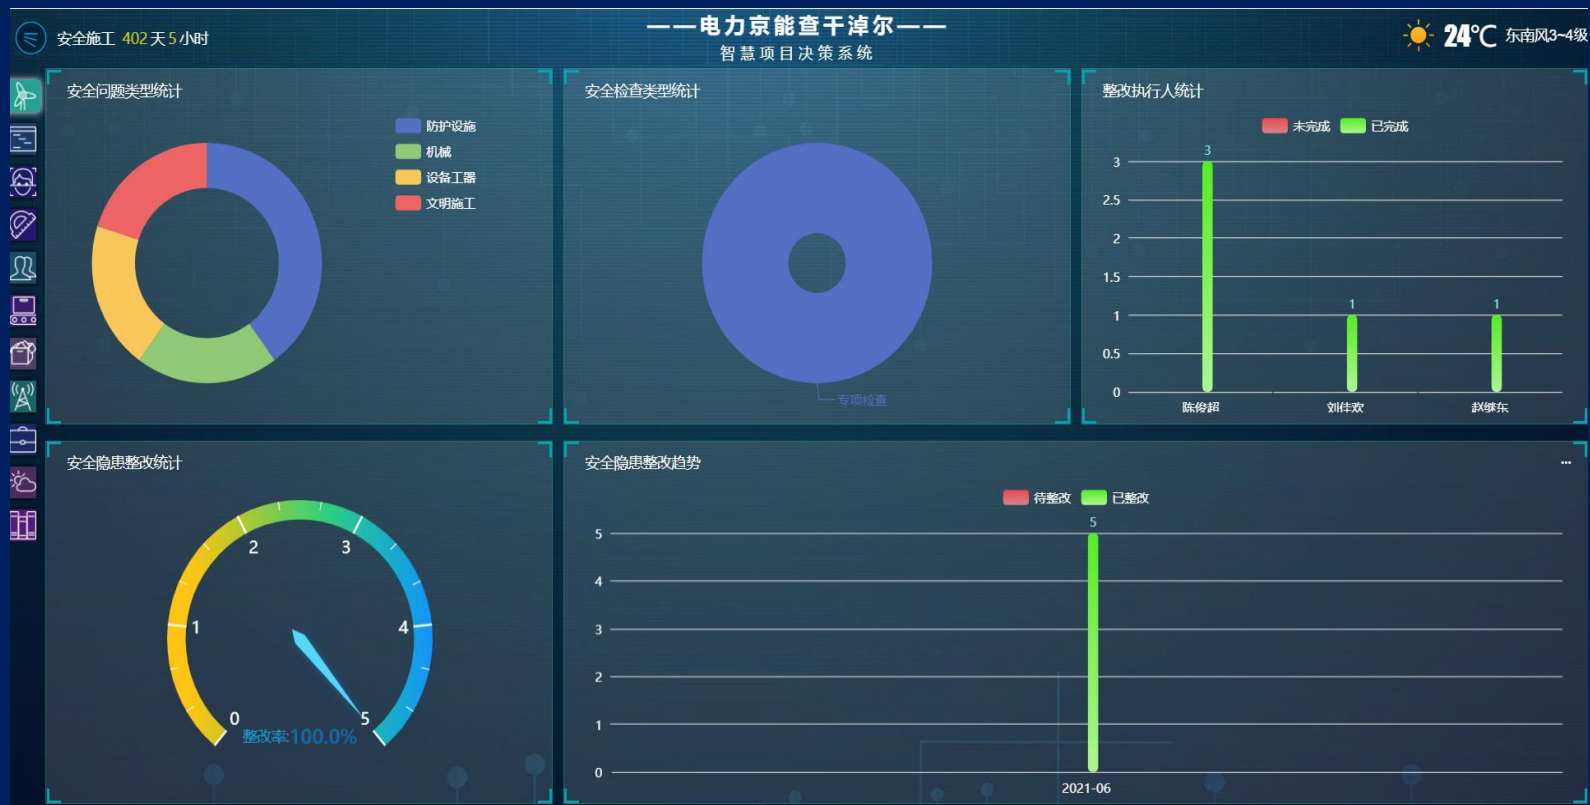 安全施工 402 天 5 小时
——电力京能查干淖尔——
智慧项目决策系统
24℃ 东南风3~4级
安全问题类型统计
防护设施
机械
设备工器
文明施工
安全检查类型统计
专项检查
整改执行人统计
未完成 已完成
3
3
2.5
2
1.5
1
1
1
0.5
0
陈俊超 刘佳欢 赵继东
安全隐患整改统计
0
1
2
3
4
5
整改率:100.0%
安全隐患整改趋势
...
待整改 已整改
5
5
4
3
2
1
0
2021-06